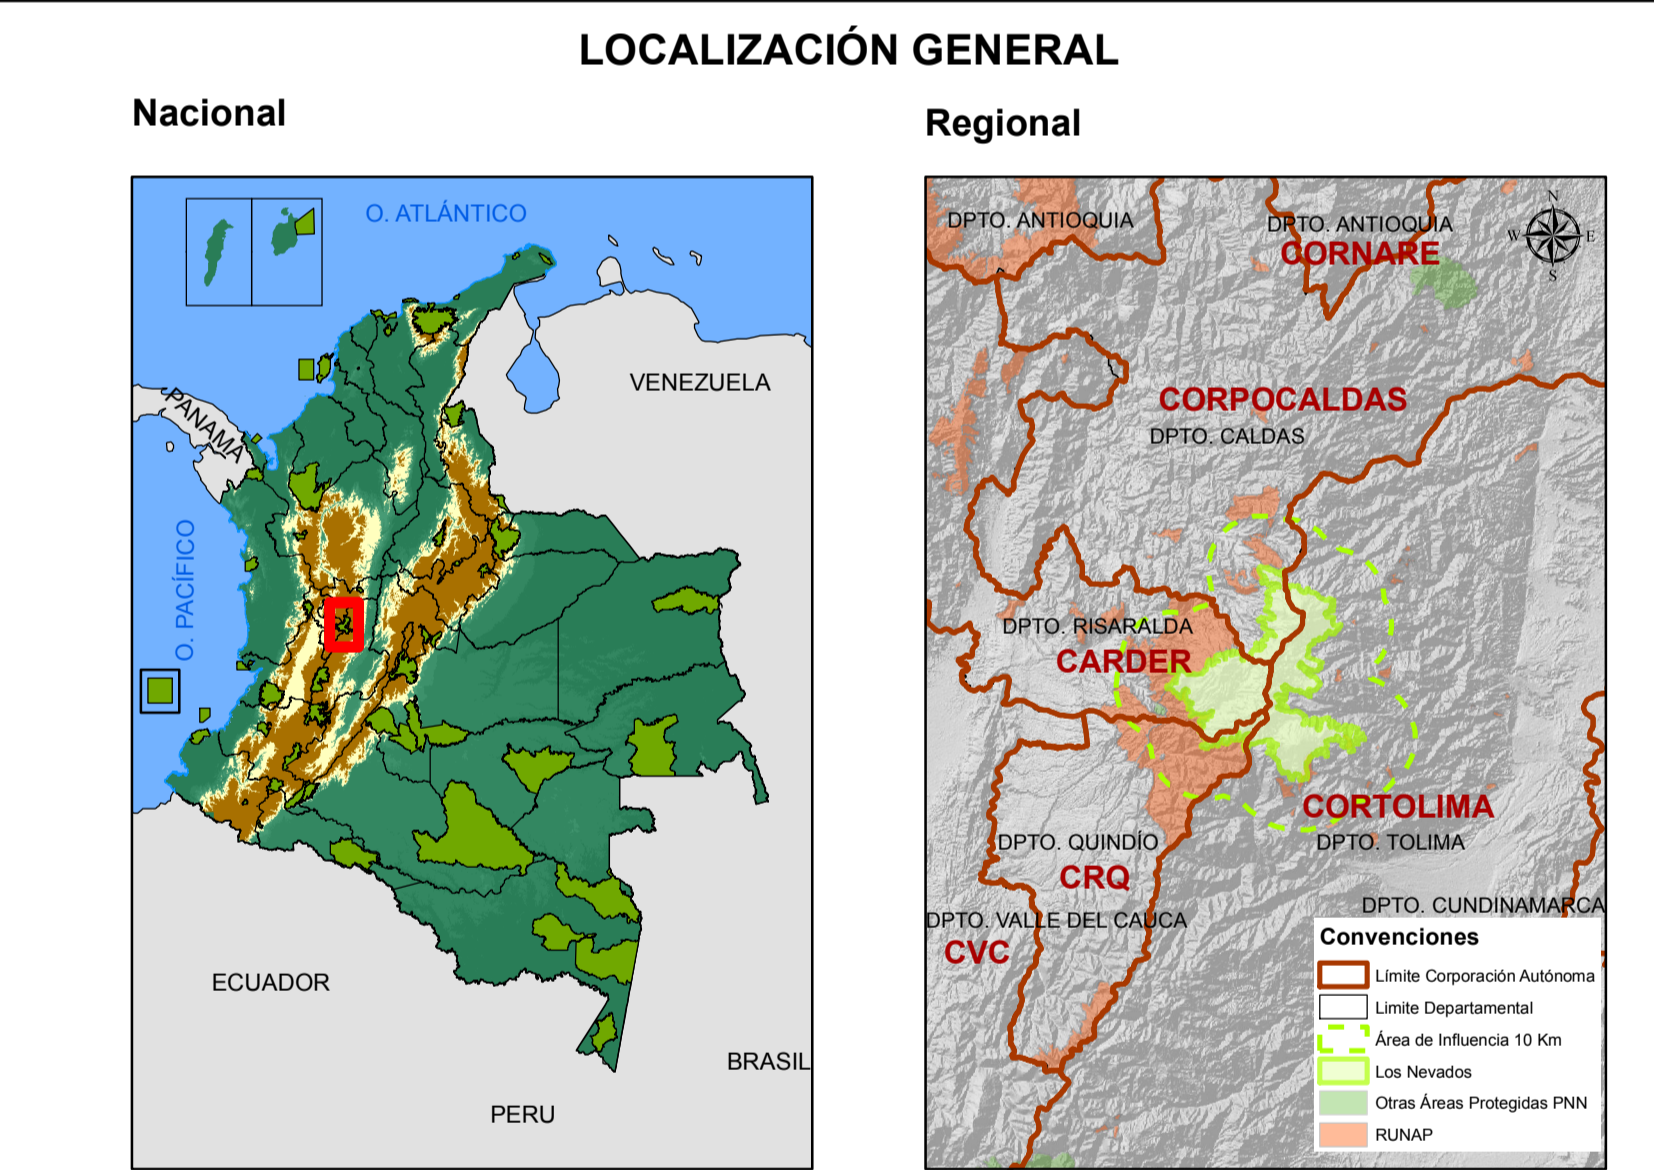 LOCALIZACIÓN GENERAL
Nacional
O. ATLÁNTICO
VENEZUELA
PANAMA
O. PACÍFICO
ECUADOR
BRASIL
PERU
Regional
DPTO. ANTIOQUIA
DPTO. ANTIOQUIA
CORNARE
N
W
E
S
CORPOCALDAS
DPTO. CALDAS
DPTO. RISARALDA
CARDER
CORTOLIMA
DPTO. TOLIMA
DPTO. QUINDÍO
CRQ
DPTO. VALLE DEL CAUCA
CVC
DPTO. CUNDINAMARCA
Convenciones
Límite Corporación Autónoma
Limite Departamental
Área de Influencia 10 Km
Los Nevados
Otras Áreas Protegidas PNN
RUNAP